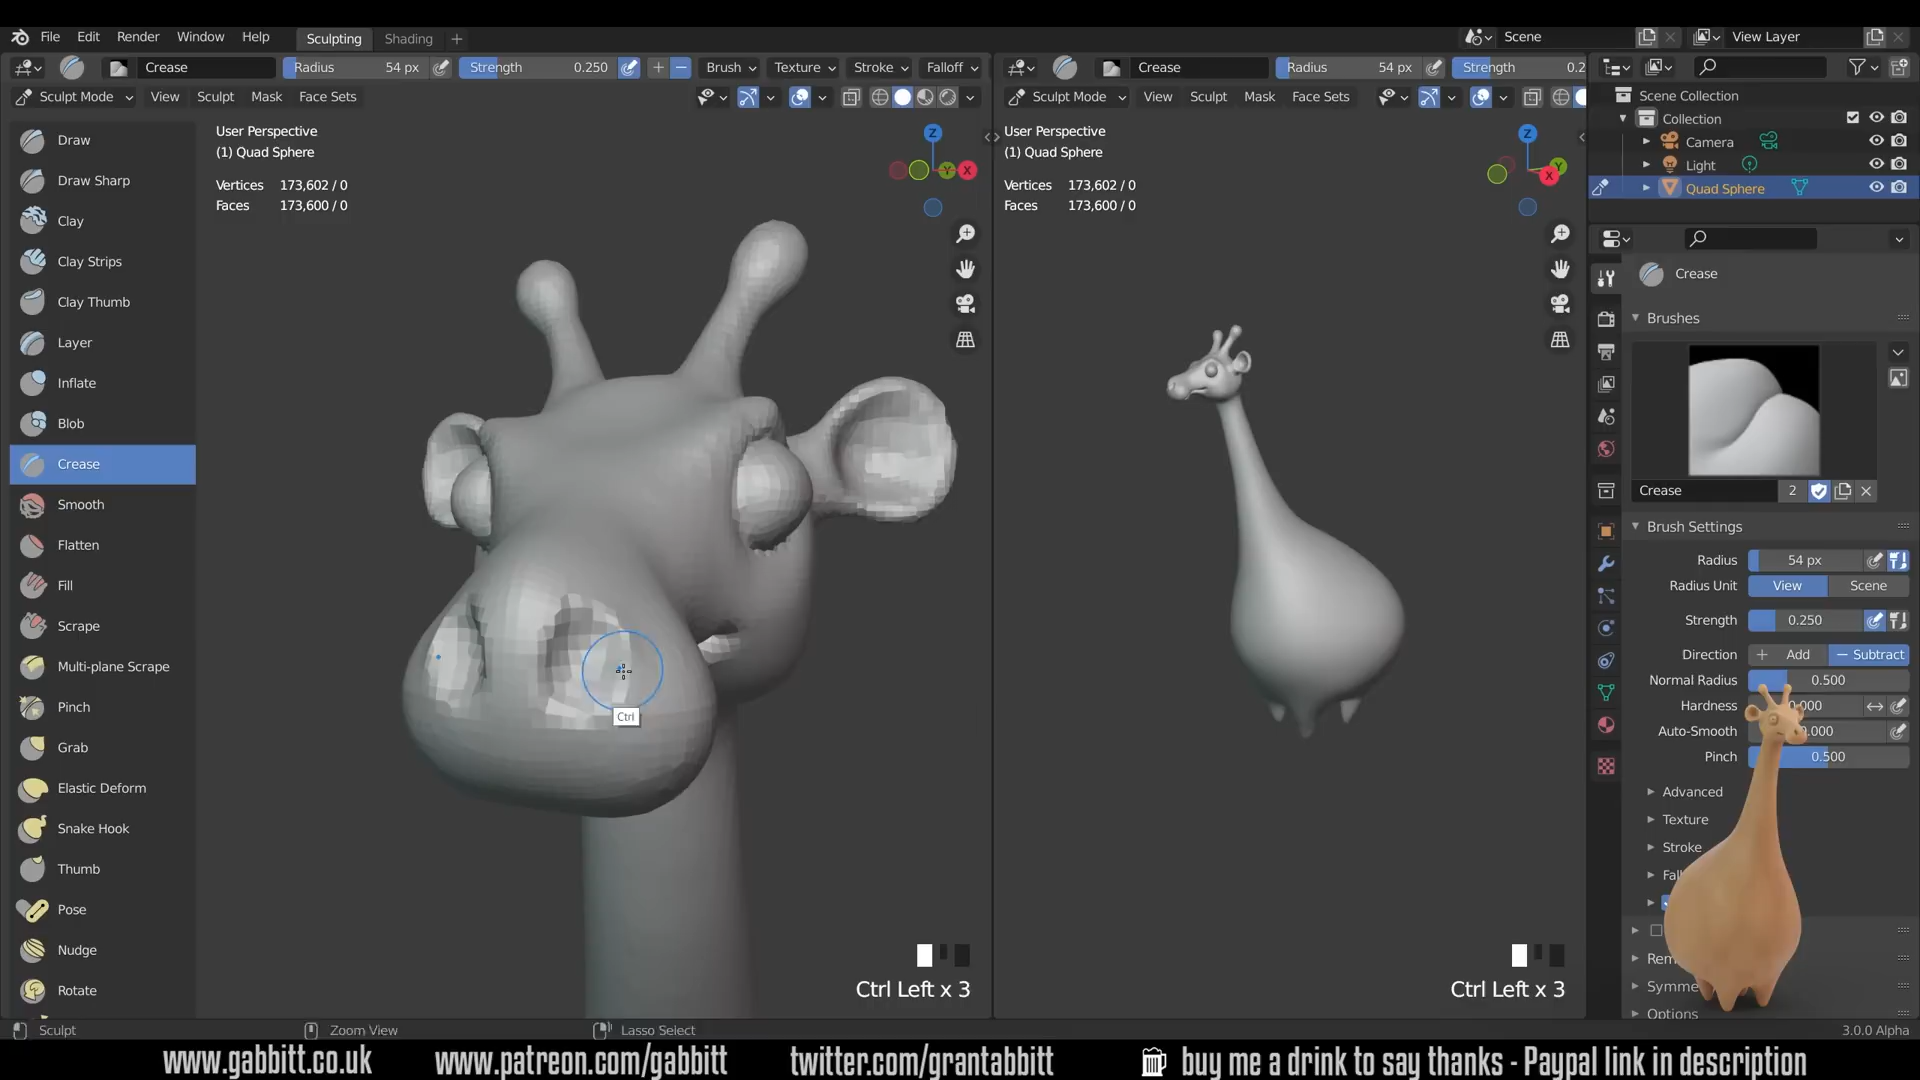 File Edit Render Window Help Sculpting Shading + Scene View Layer
Crease Radius 54 px Strength 0.250 Brush Texture Stroke Falloff
Crease Radius 54 px Strength 0.2
Sculpt Mode View Sculpt Mask Face Sets
Sculpt Mode View Sculpt Mask Face Sets
Draw
Draw Sharp
Clay
Clay Strips
Clay Thumb
Layer
Inflate
Blob
Crease
Smooth
Flatten
Fill
Scrape
Multi-plane Scrape
Pinch
Grab
Elastic Deform
Snake Hook
Thumb
Pose
Nudge
Rotate
User Perspective
(1) Quad Sphere
Vertices 173,602 / 0
Faces 173,600 / 0
Z
Y
X
Ctrl
Ctrl Left x 3
User Perspective
(1) Quad Sphere
Vertices 173,602 / 0
Faces 173,600 / 0
Z
Y
X
Ctrl Left x 3
Scene Collection
Collection
Camera
Light
Quad Sphere
Crease
Brushes
Crease 2
Brush Settings
Radius 54 px
Radius Unit View Scene
Strength 0.250
Direction + Add − Subtract
Normal Radius 0.500
Hardness 0.000
Auto-Smooth 0.000
Pinch 0.500
Advanced
Texture
Stroke
Fal
Rem
Symme
Options
Sculpt Zoom View Lasso Select 3.0.0 Alpha
www.gabbitt.co.uk www.patreon.com/gabbitt twitter.com/grantabbitt buy me a drink to say thanks - Paypal link in description